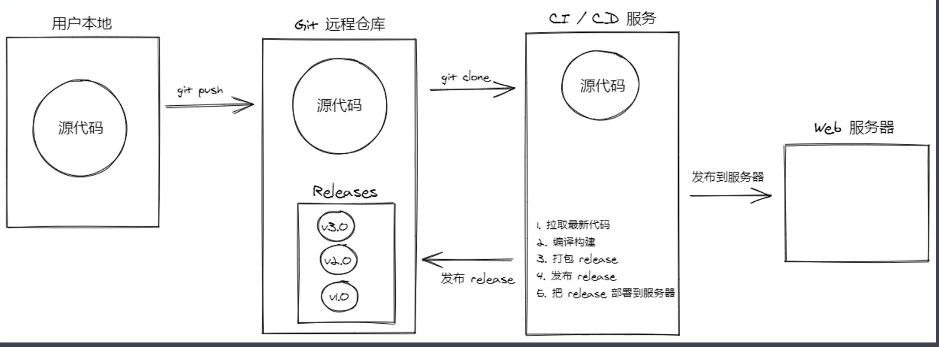 用户本地
源代码
git push
Git 远程仓库
源代码
Releases
v3.0
v2.0
v1.0
git clone
发布 release
CI / CD 服务
源代码
1. 拉取最新代码
2. 编译构建
3. 打包 release
4. 发布 release
5. 把 release 部署到服务器
发布到服务器
Web 服务器